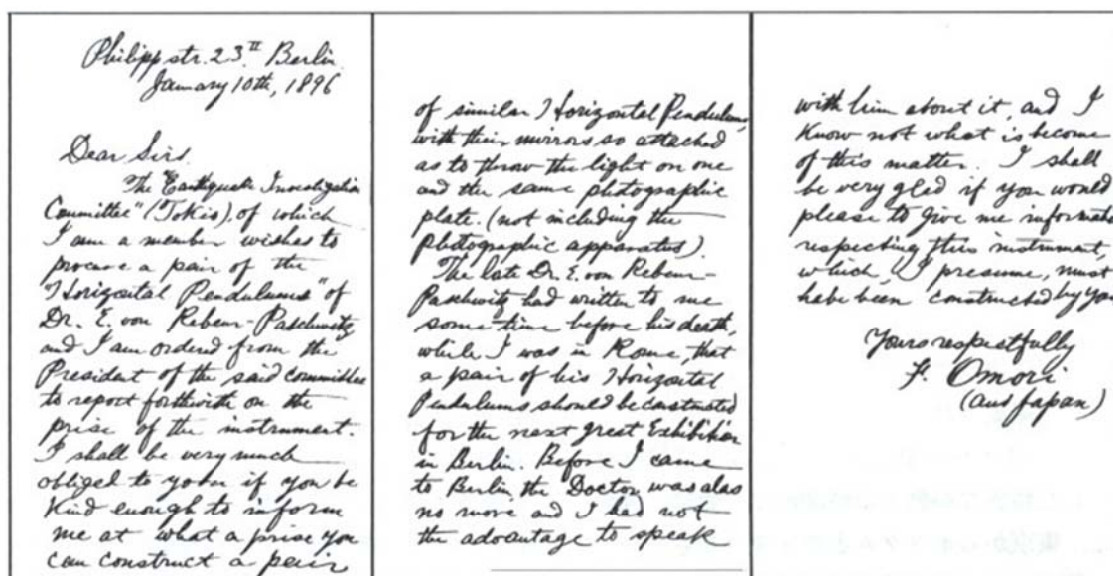 Philippstr. 23 II Berlin
January 10th, 1896
Dear Sirs.
The "Earthquake Investigation
Committee" (Tokio), of which
I am a member wishes to
procure a pair of the
"Horizontal Pendulums" of
Dr. E. von Rebeur-Paschwitz,
and I am ordered from the
President of the said committee
to report forthwith on the
prise of the instrument.
I shall be very much
obliged to you if you be
kind enough to inform
me at what a prise you
can construct a pair
of similar Horizontal Pendulums,
with their mirrors so attached
as to throw the light on one
and the same photographic
plate. (not including the
photographic apparatus).
The late Dr. E. von Rebeur-
Paschwitz had written to me
some time before his death,
while I was in Rome, that
a pair of his Horizontal
Pendulums should be constructed
for the next great Exhibition
in Berlin. Before I came
to Berlin the Doctor was alas
no more and I had not
the advantage to speak
with him about it, and I
know not what is become
of this matter. I shall
be very glad if you would
please to give me informat
respecting this instrument,
which, I presume, must
have been constructed by you
Yours respectfully
F. Omori
(aus Japan)